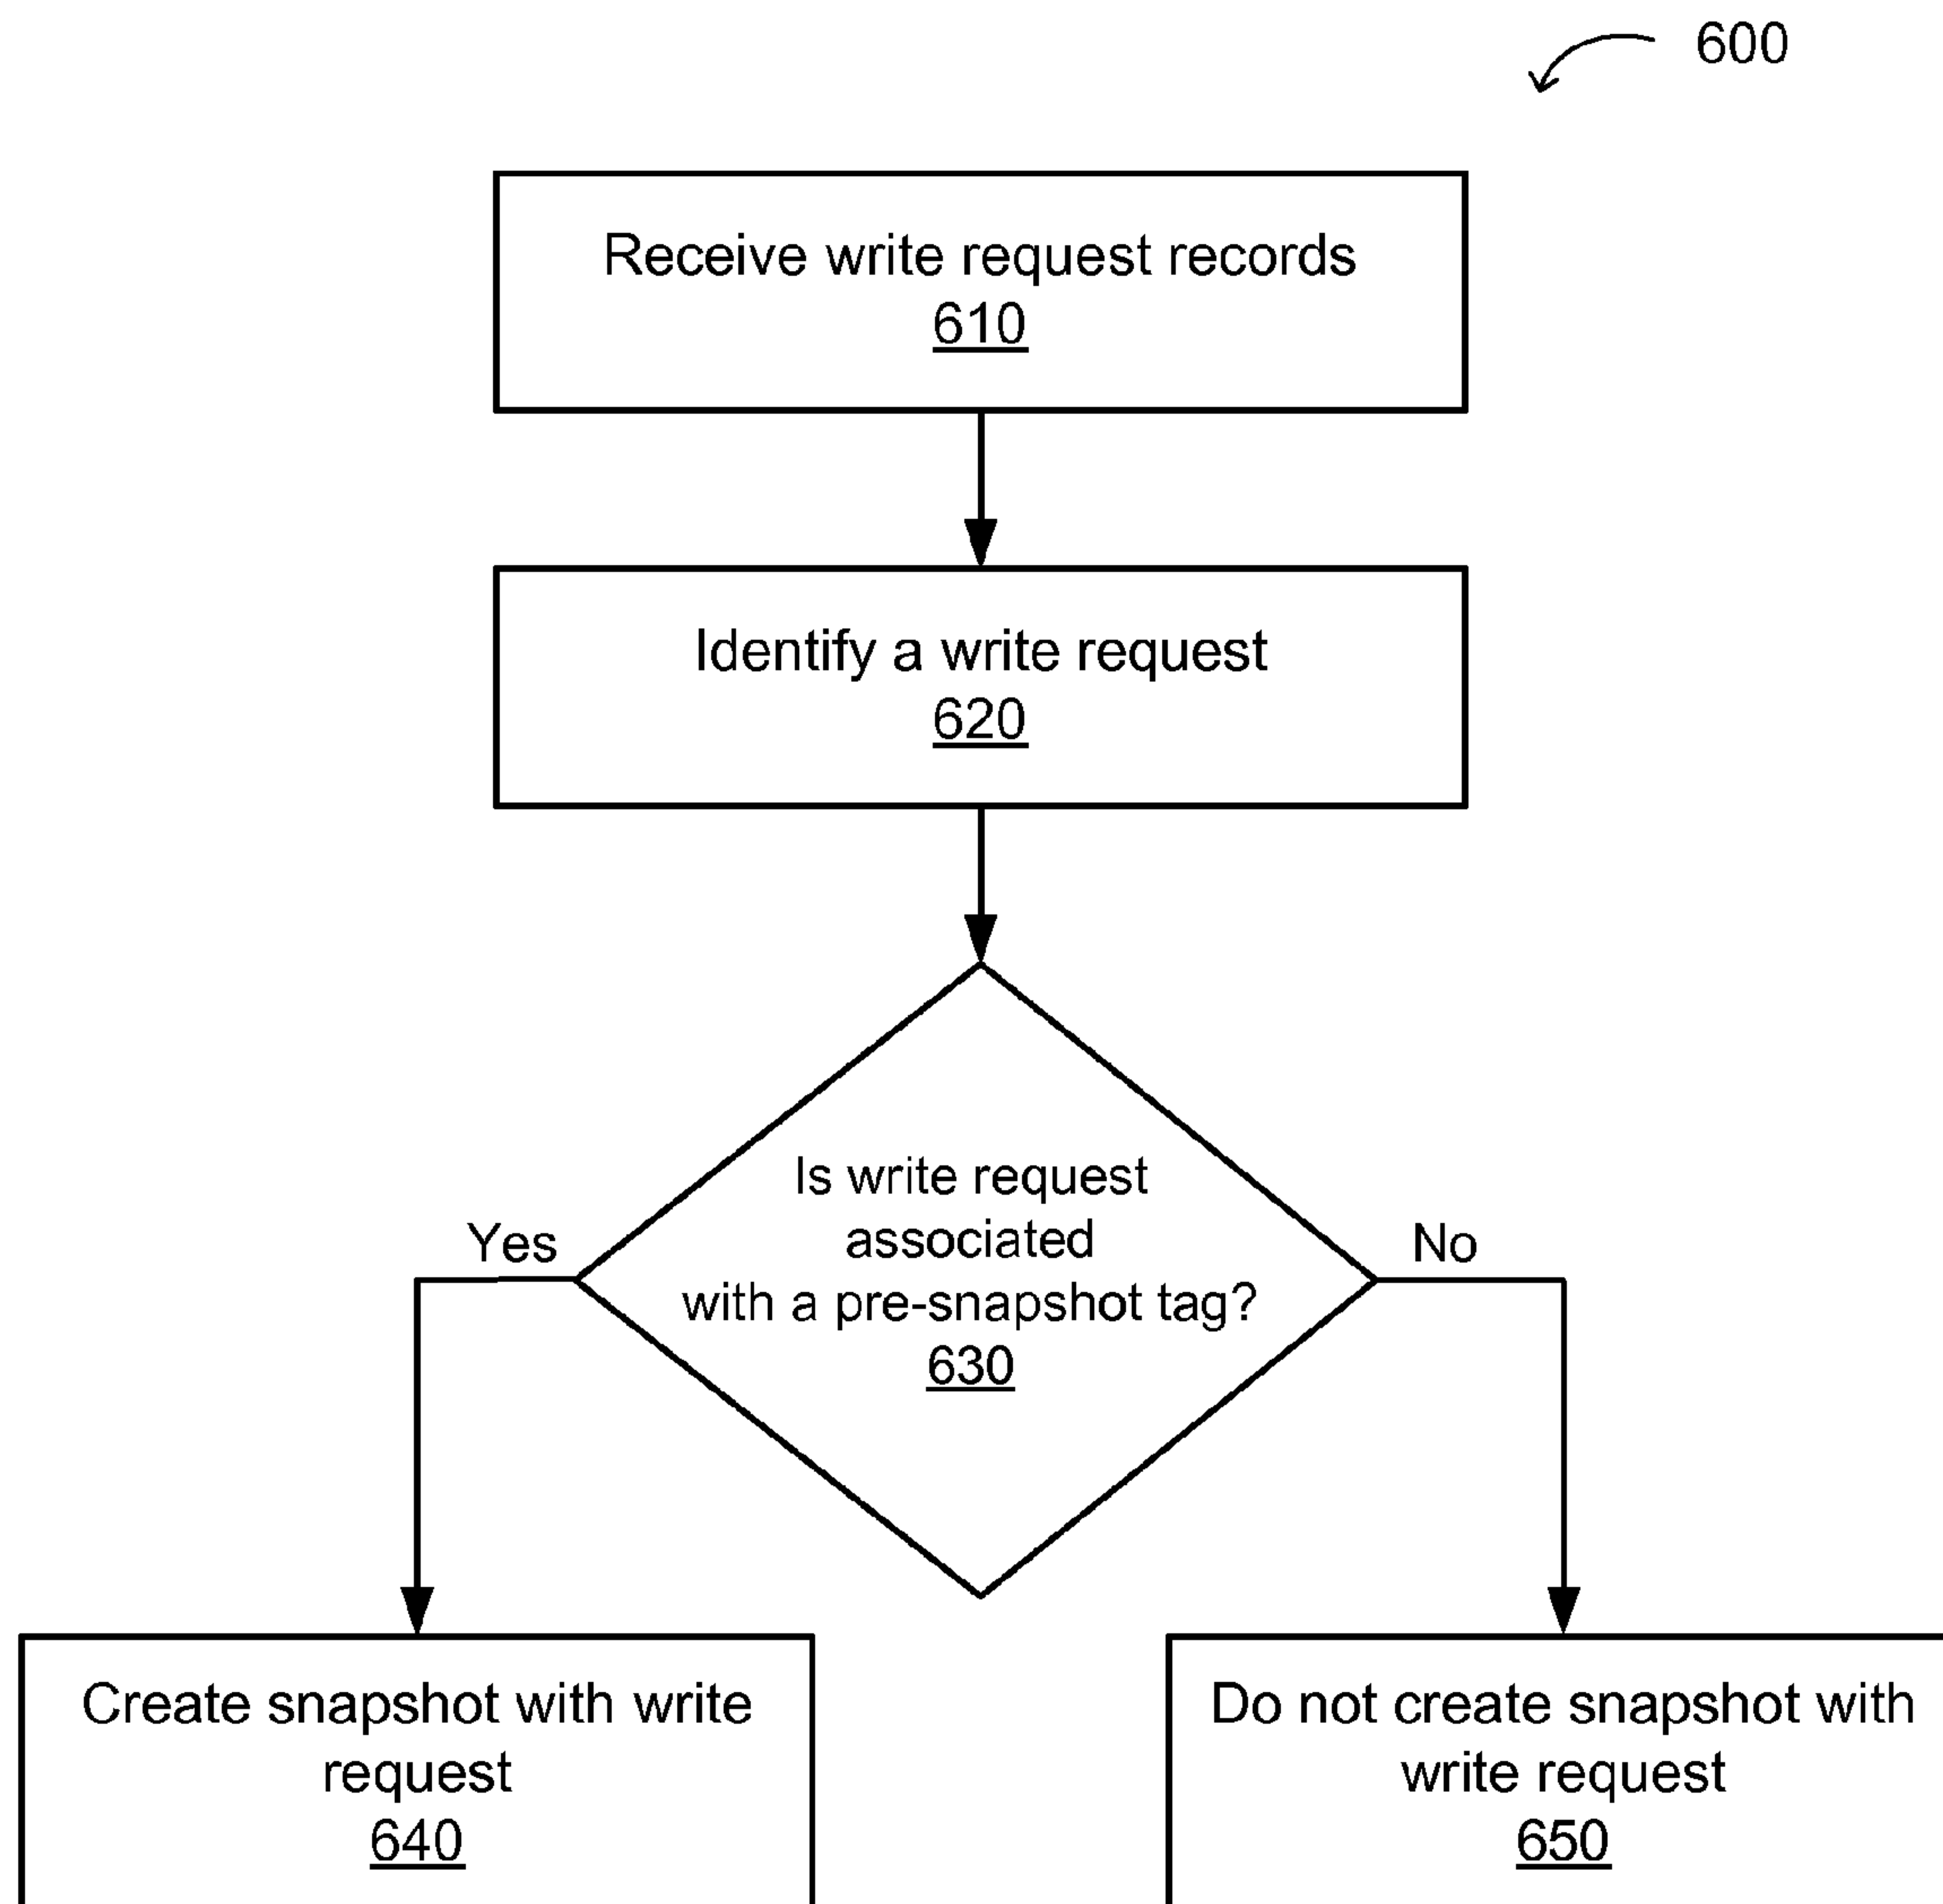 600
Receive write request records
610
Identify a write request
620
Is write request
associated
with a pre-snapshot tag?
630
Yes
No
Create snapshot with write
request
640
Do not create snapshot with
write request
650